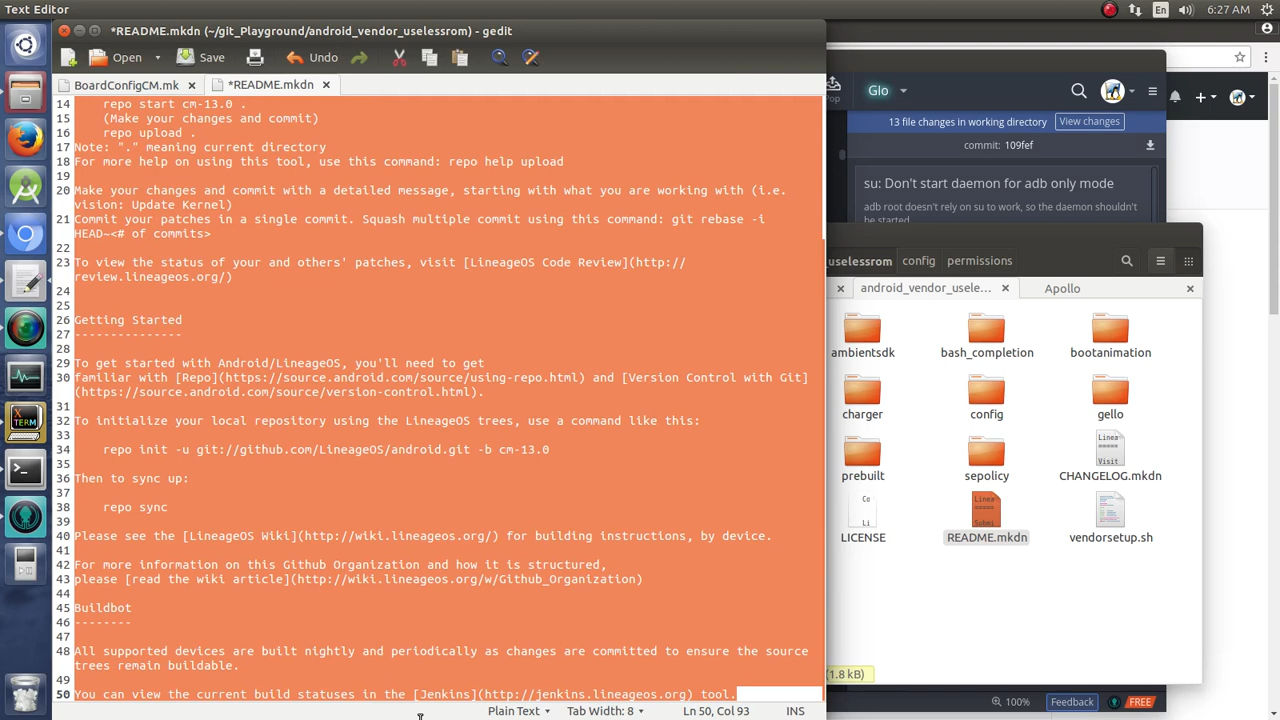 Text Editor
En
6:27 AM
*README.mkdn (~/git_Playground/android_vendor_uselessrom) - gedit
Open
Save
Undo
BoardConfigCM.mk
*README.mkdn
14 repo start cm-13.0 .
15 (Make your changes and commit)
16 repo upload .
17 Note: "." meaning current directory
18 For more help on using this tool, use this command: repo help upload
19
20 Make your changes and commit with a detailed message, starting with what you are working with (i.e.
vision: Update Kernel)
21 Commit your patches in a single commit. Squash multiple commit using this command: git rebase -i
HEAD~<# of commits>
22
23 To view the status of your and others' patches, visit [LineageOS Code Review](http://
review.lineageos.org/)
24
25
26 Getting Started
27 ---------------
28
29 To get started with Android/LineageOS, you'll need to get
30 familiar with [Repo](https://source.android.com/source/using-repo.html) and [Version Control with Git]
(https://source.android.com/source/version-control.html).
31
32 To initialize your local repository using the LineageOS trees, use a command like this:
33
34 repo init -u git://github.com/LineageOS/android.git -b cm-13.0
35
36 Then to sync up:
37
38 repo sync
39
40 Please see the [LineageOS Wiki](http://wiki.lineageos.org/) for building instructions, by device.
41
42 For more information on this Github Organization and how it is structured,
43 please [read the wiki article](http://wiki.lineageos.org/w/Github_Organization)
44
45 Buildbot
46 --------
47
48 All supported devices are built nightly and periodically as changes are committed to ensure the source
trees remain buildable.
49
50 You can view the current build statuses in the [Jenkins](http://jenkins.lineageos.org) tool.
Plain Text
Tab Width: 8
Ln 50, Col 93
INS
Pop
Glo
13 file changes in working directory
View changes
commit: 109fef
su: Don't start daemon for adb only mode
adb root doesn't rely on su to work, so the daemon shouldn't
be started
uselessrom
config
permissions
android_vendor_usele...
Apollo
ambientsdk
bash_completion
bootanimation
charger
config
gello
prebuilt
sepolicy
CHANGELOG.mkdn
LICENSE
README.mkdn
vendorsetup.sh
(1.8 kB)
100%
Feedback
FREE
XTERM